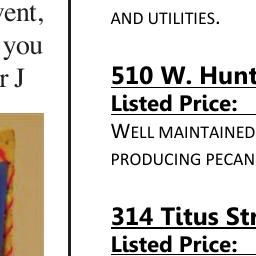 vent,
you
r J
AND UTILITIES.
510 W. Hunt
Listed Price:
WELL MAINTAINED
PRODUCING PECAN
314 Titus Str
Listed Price: